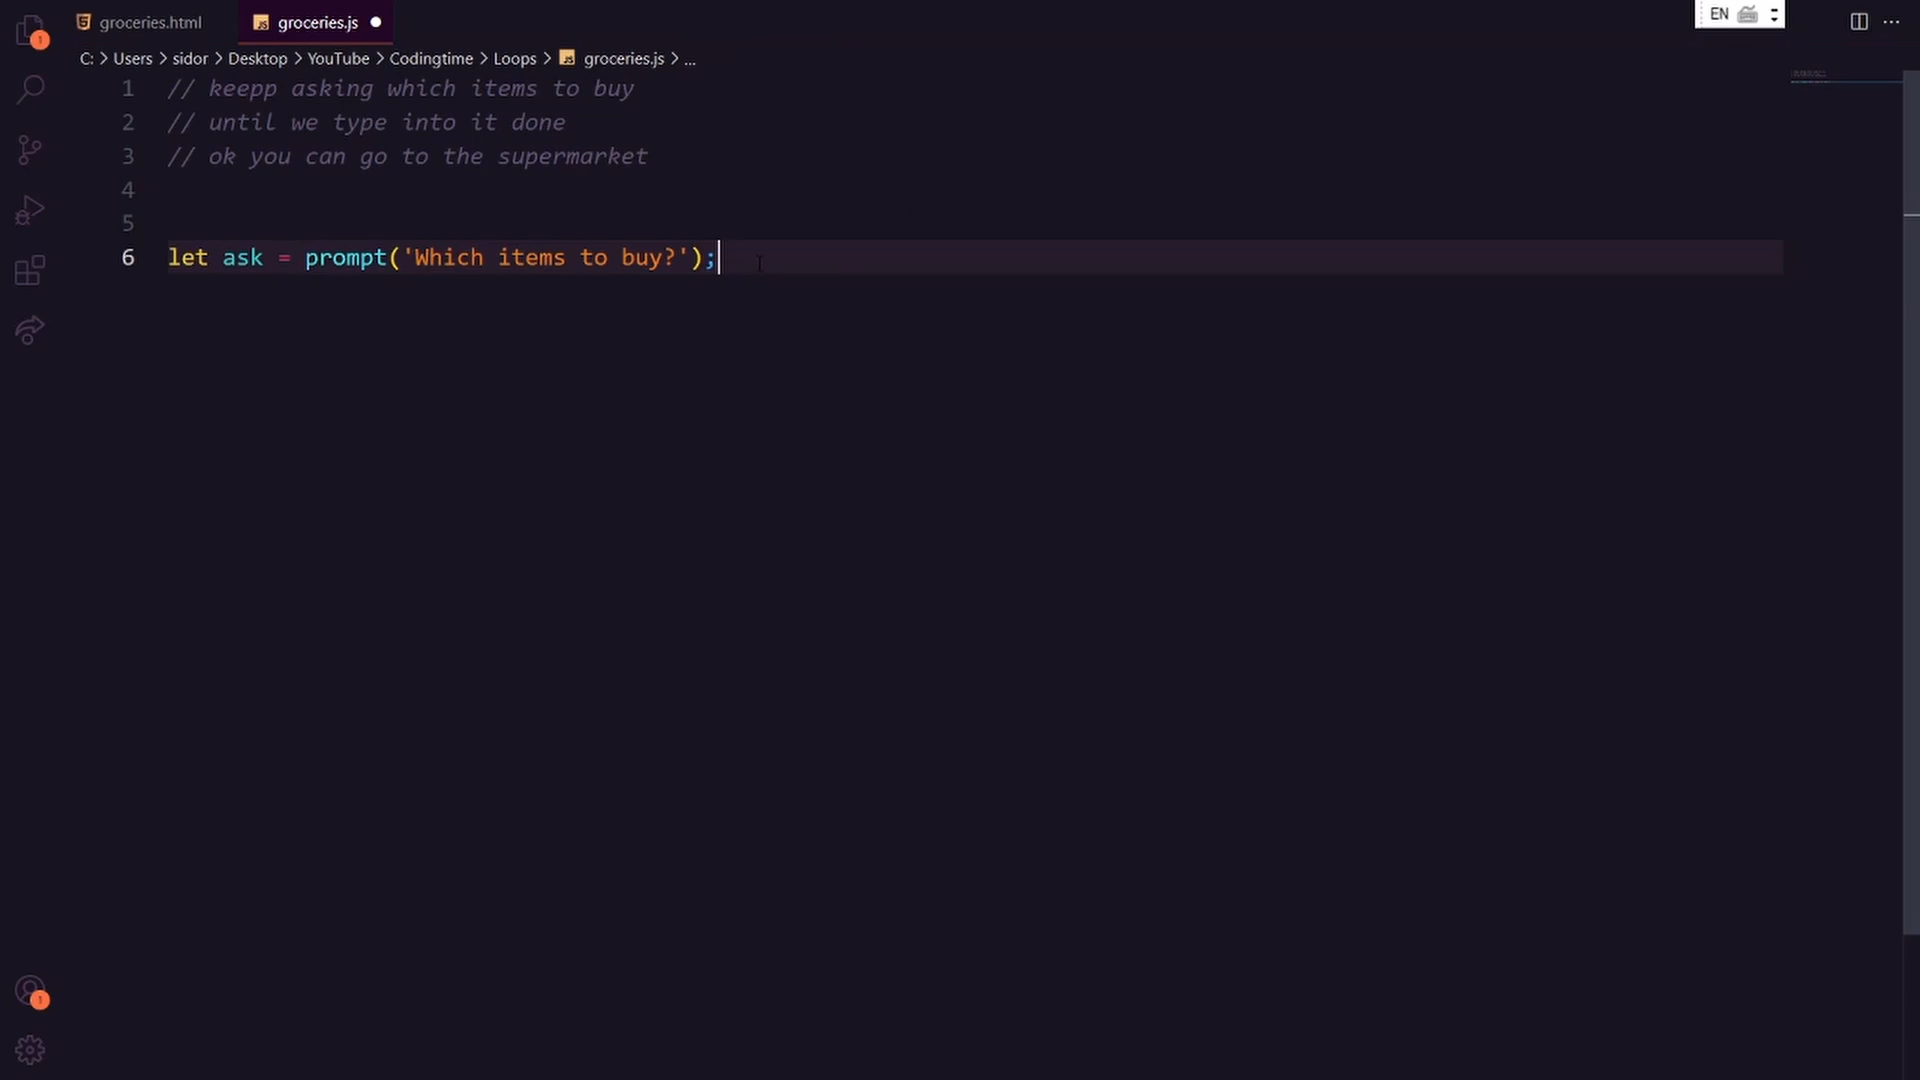 groceries.html
groceries.js
EN
C: > Users > sidor > Desktop > YouTube > Codingtime > Loops > groceries.js > ...
1 // keepp asking which items to buy
2 // until we type into it done
3 // ok you can go to the supermarket
4
5
6 let ask = prompt('Which items to buy?');
1
1